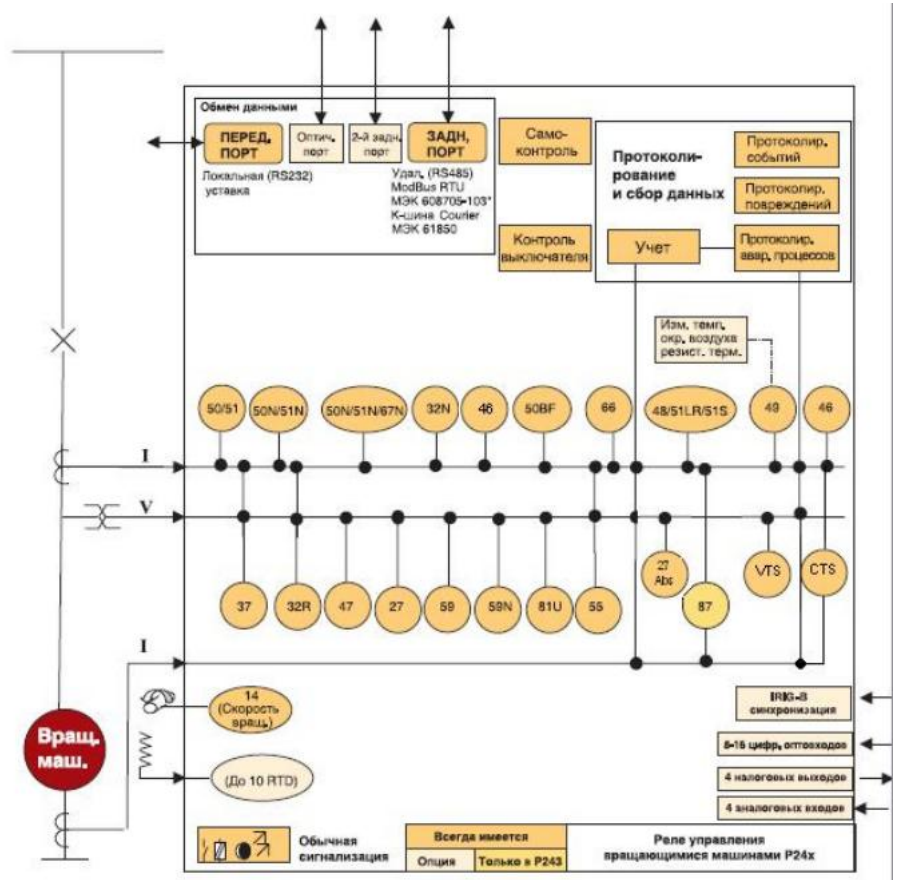 Обмен данными
ПЕРЕД.
ПОРТ
Оптич.
порт
2-й задн.
порт
ЗАДН,
ПОРТ
Локальная (RS232)
уставка
Удал, (RS485)
ModBus RTU
МЭК 608705-103*
К-шина Courier
МЭК 61850
Само-
контроль
Контроль
выключателя
Протоколи-
рование
и сбор данных
Протоколир.
событий
Протоколир.
повреждений
Учет
Протоколир.
авар. процессов
Изм. темп.
окр. воздуха
резист. терм.
50/51
50N/51N
50N/51N/67N
32N
46
50BF
66
48/51LR/51S
49
46
I
V
37
32R
47
27
59
59N
81U
55
27
Abs
87
VTS
CTS
I
14
(Скорость
вращ.)
(До 10 RTD)
Вращ.
маш.
IRIG-B
синхронизация
8-16 цифр. оптовходов
4 налоговых выходов
4 аналоговых входов
Обычная
сигнализация
Всегда имеется
Опция
Только в P243
Реле управления
вращающимися машинами P24x